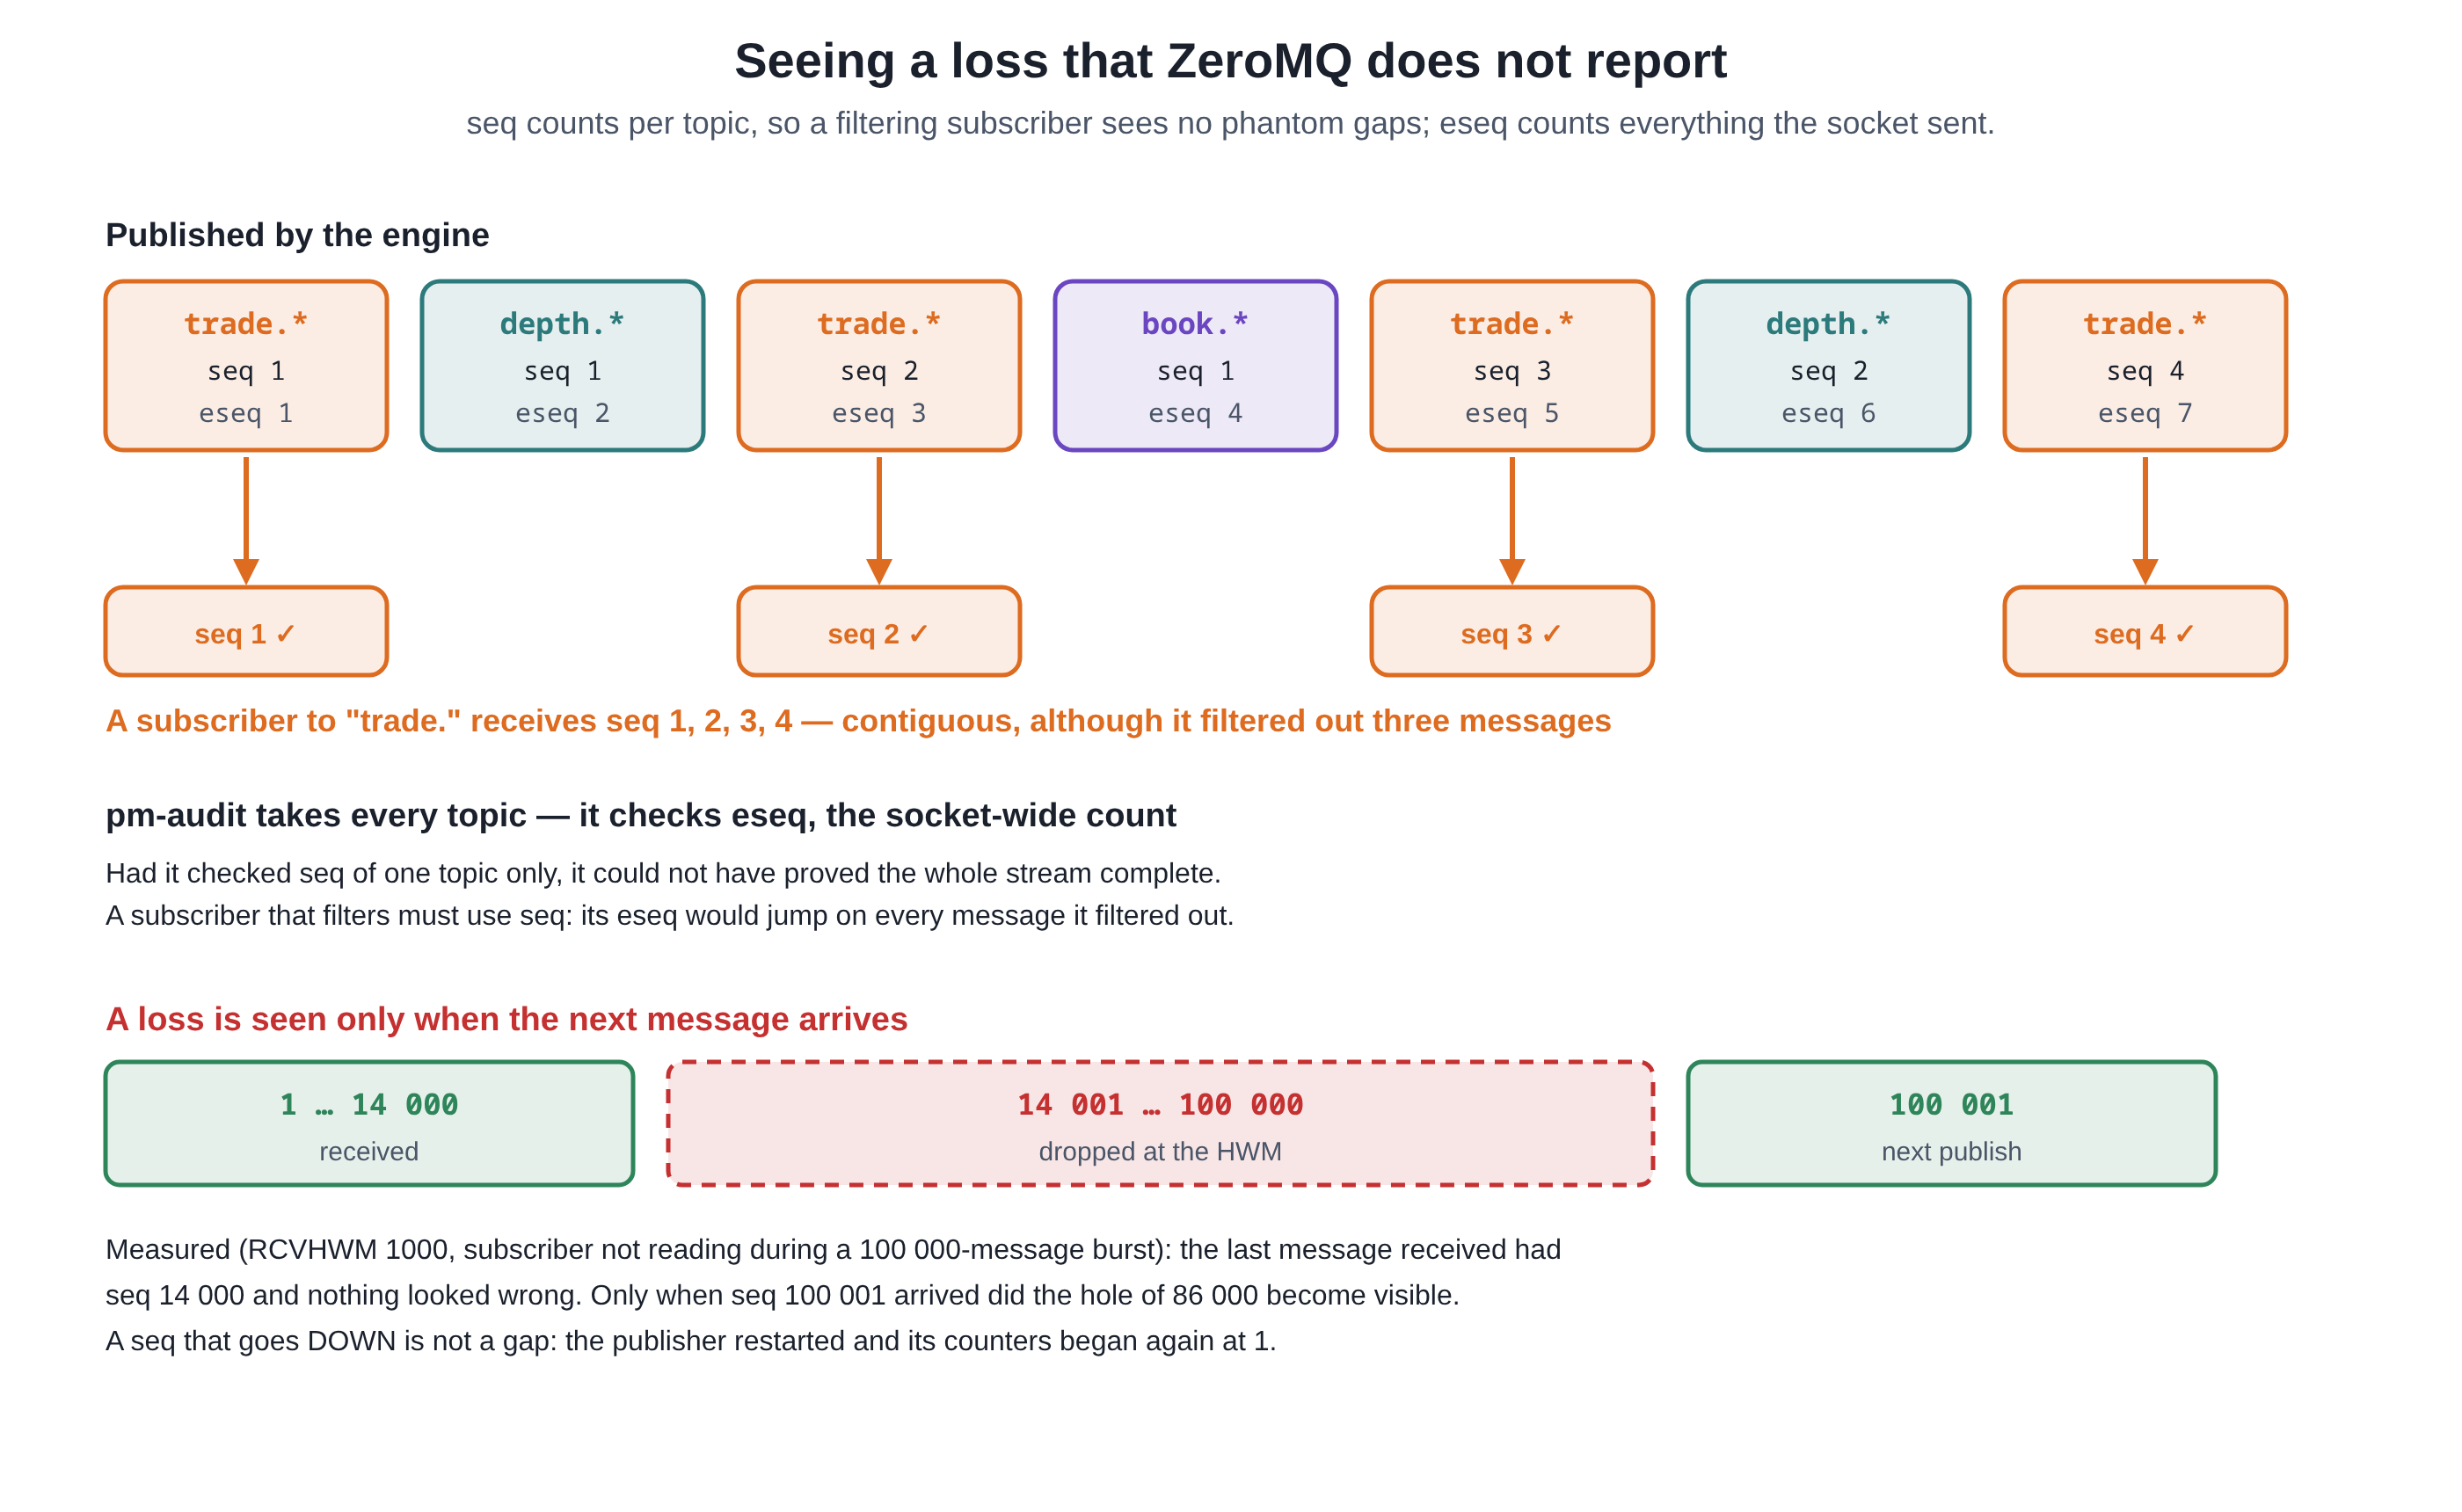 Seeing a loss that ZeroMQ does not report
seq counts per topic, so a filtering subscriber sees no phantom gaps; eseq counts everything the socket sent.
Published by the engine
trade.* depth.* trade.* book.* trade.* depth.* trade.*
seq 1 seq 1 seq 2 seq 1 seq 3 seq 2 seq 4
eseq 1 eseq 2 eseq 3 eseq 4 eseq 5 eseq 6 eseq 7
seq 1 ✓ seq 2 ✓ seq 3 ✓ seq 4 ✓
A subscriber to "trade." receives seq 1, 2, 3, 4 — contiguous, although it filtered out three messages
pm-audit takes every topic — it checks eseq, the socket-wide count
Had it checked seq of one topic only, it could not have proved the whole stream complete.
A subscriber that filters must use seq: its eseq would jump on every message it filtered out.
A loss is seen only when the next message arrives
1 … 14 000 14 001 … 100 000 100 001
received dropped at the HWM next publish
Measured (RCVHWM 1000, subscriber not reading during a 100 000-message burst): the last message received had
seq 14 000 and nothing looked wrong. Only when seq 100 001 arrived did the hole of 86 000 become visible.
A seq that goes DOWN is not a gap: the publisher restarted and its counters began again at 1.